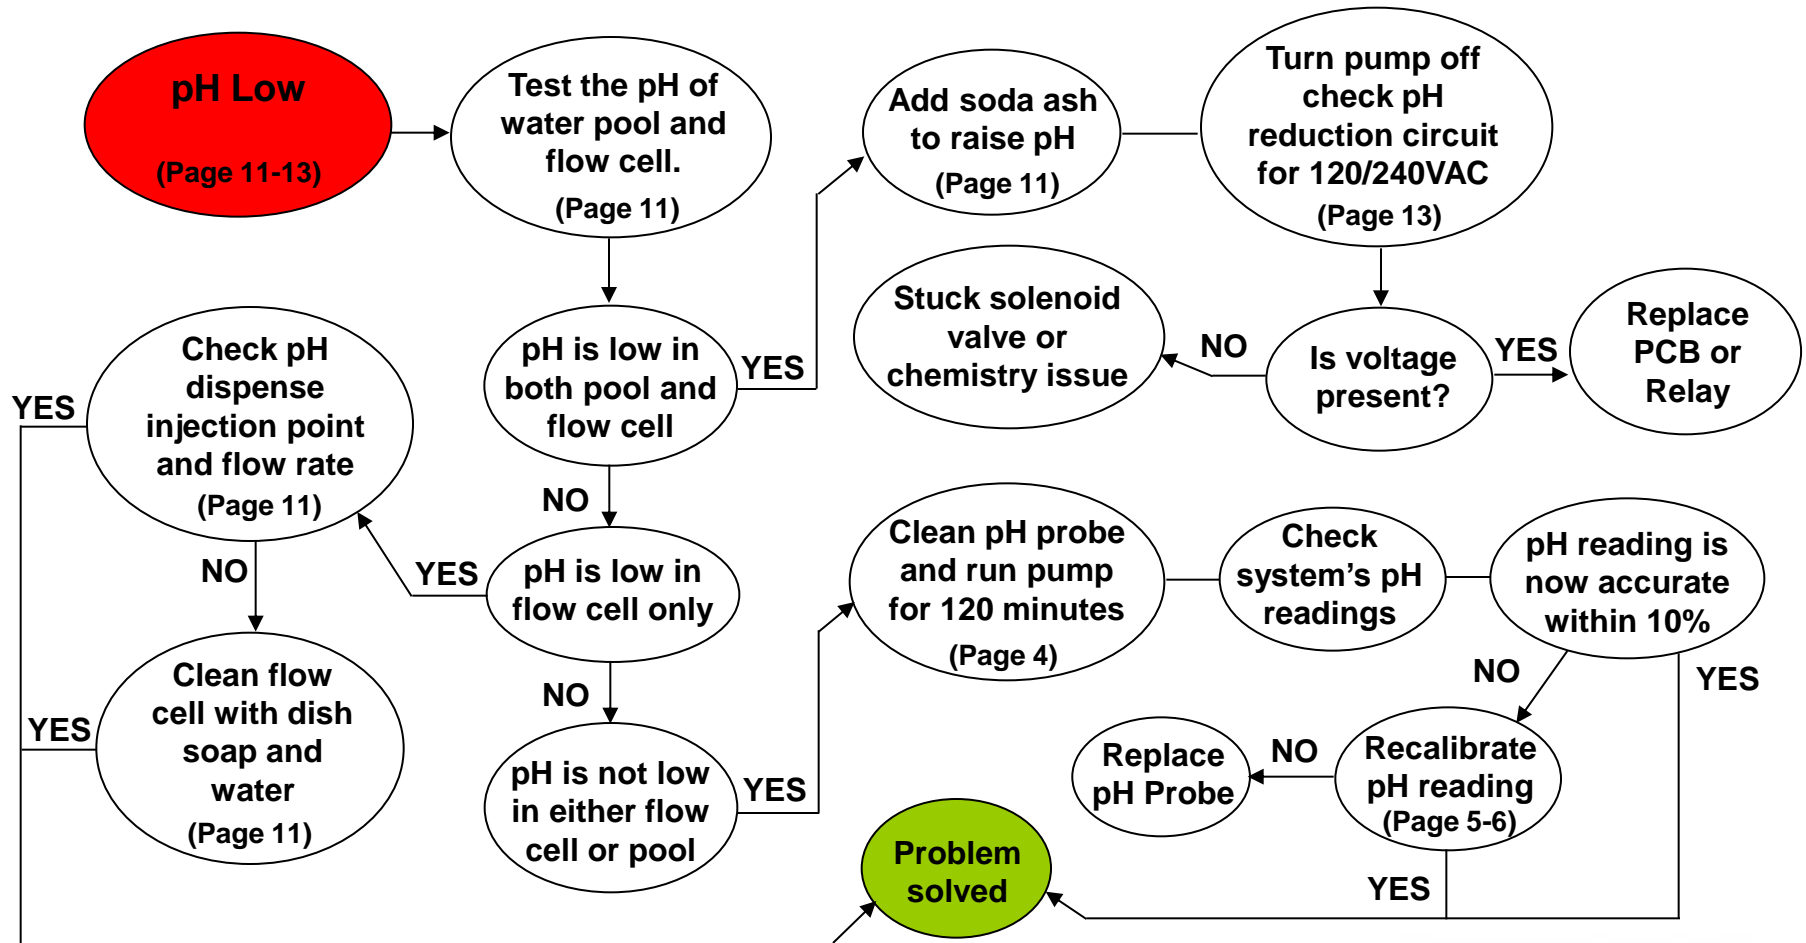 pH Low
(Page 11-13)
Test the pH of
water pool and
flow cell.
(Page 11)
Add soda ash
to raise pH
(Page 11)
Turn pump off
check pH
reduction circuit
for 120/240VAC
(Page 13)
Check pH
dispense
injection point
and flow rate
(Page 11)
YES
NO
pH is low in
both pool and
flow cell
YES
NO
Stuck solenoid
valve or
chemistry issue
NO
Is voltage
present?
YES
Replace
PCB or
Relay
YES
pH is low in
flow cell only
NO
Clean pH probe
and run pump
for 120 minutes
(Page 4)
Check
system’s pH
readings
pH reading is
now accurate
within 10%
NO
YES
Clean flow
cell with dish
soap and
water
(Page 11)
YES
pH is not low
in either flow
cell or pool
YES
Replace
pH Probe
NO
Recalibrate
pH reading
(Page 5-6)
YES
Problem
solved